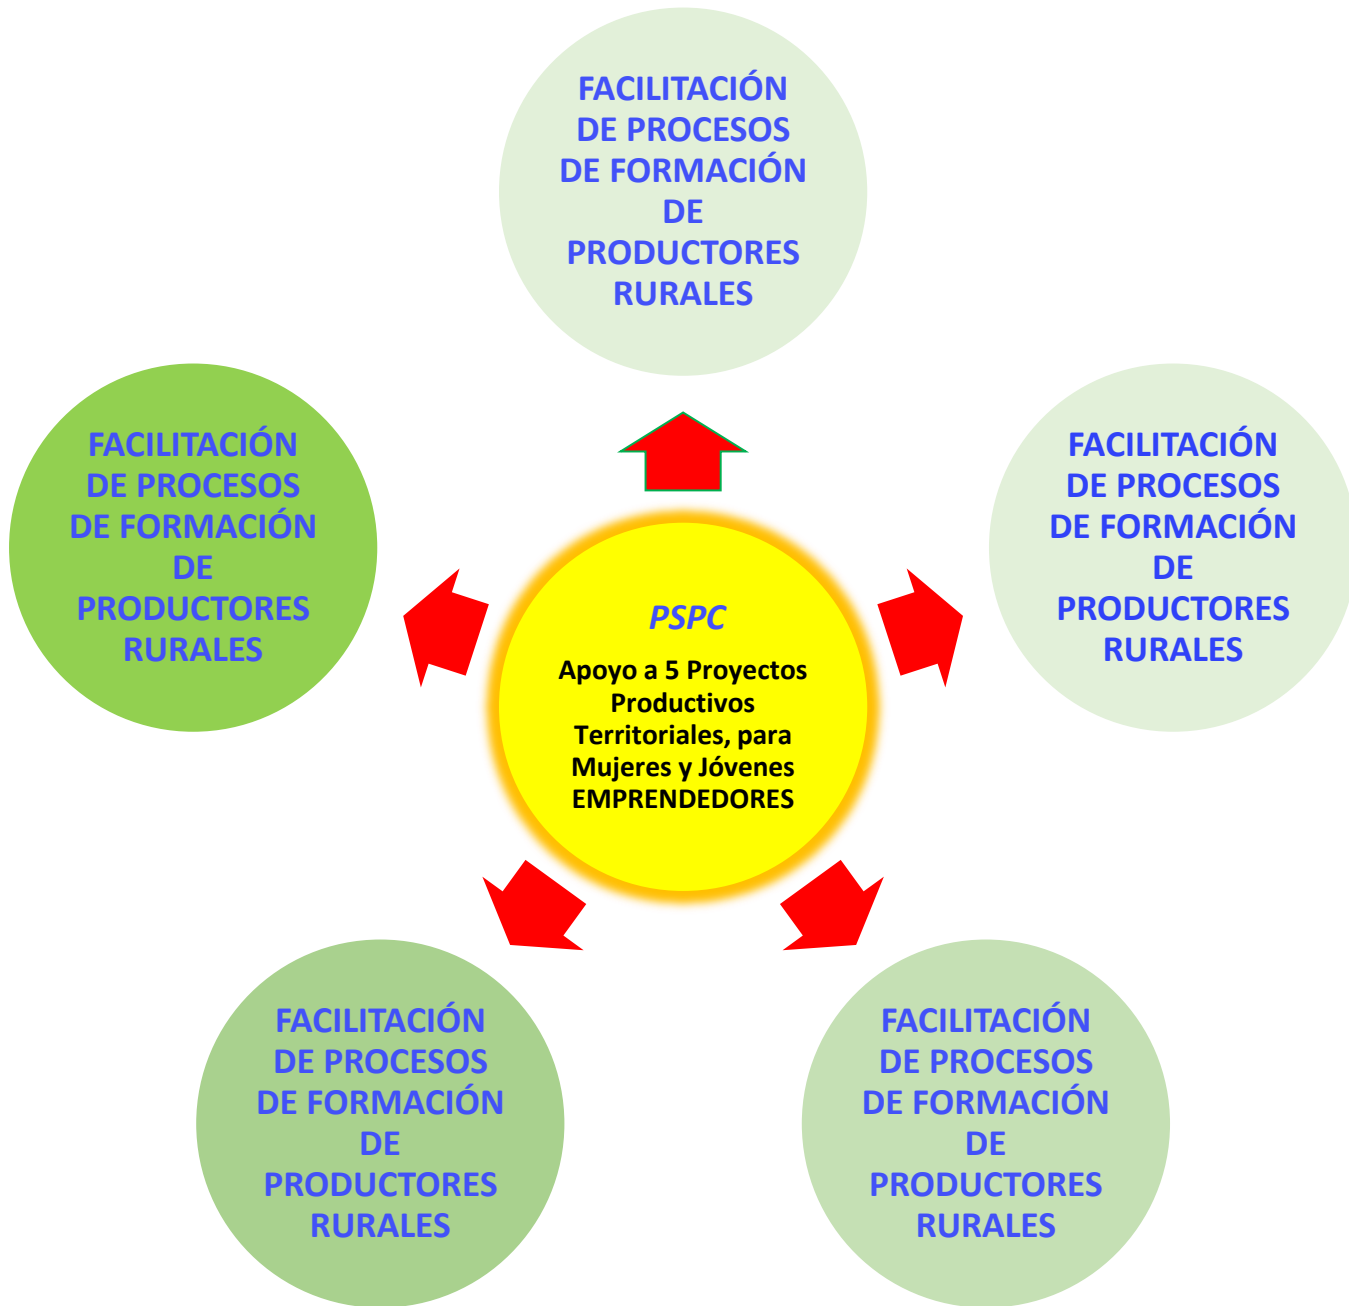 FACILITACIÓN
DE PROCESOS
DE FORMACIÓN
DE
PRODUCTORES
RURALES
FACILITACIÓN
DE PROCESOS
DE FORMACIÓN
DE
PRODUCTORES
RURALES
FACILITACIÓN
DE PROCESOS
DE FORMACIÓN
DE
PRODUCTORES
RURALES
PSPC
Apoyo a 5 Proyectos
Productivos
Territoriales, para
Mujeres y Jóvenes
EMPRENDEDORES
FACILITACIÓN
DE PROCESOS
DE FORMACIÓN
DE
PRODUCTORES
RURALES
FACILITACIÓN
DE PROCESOS
DE FORMACIÓN
DE
PRODUCTORES
RURALES